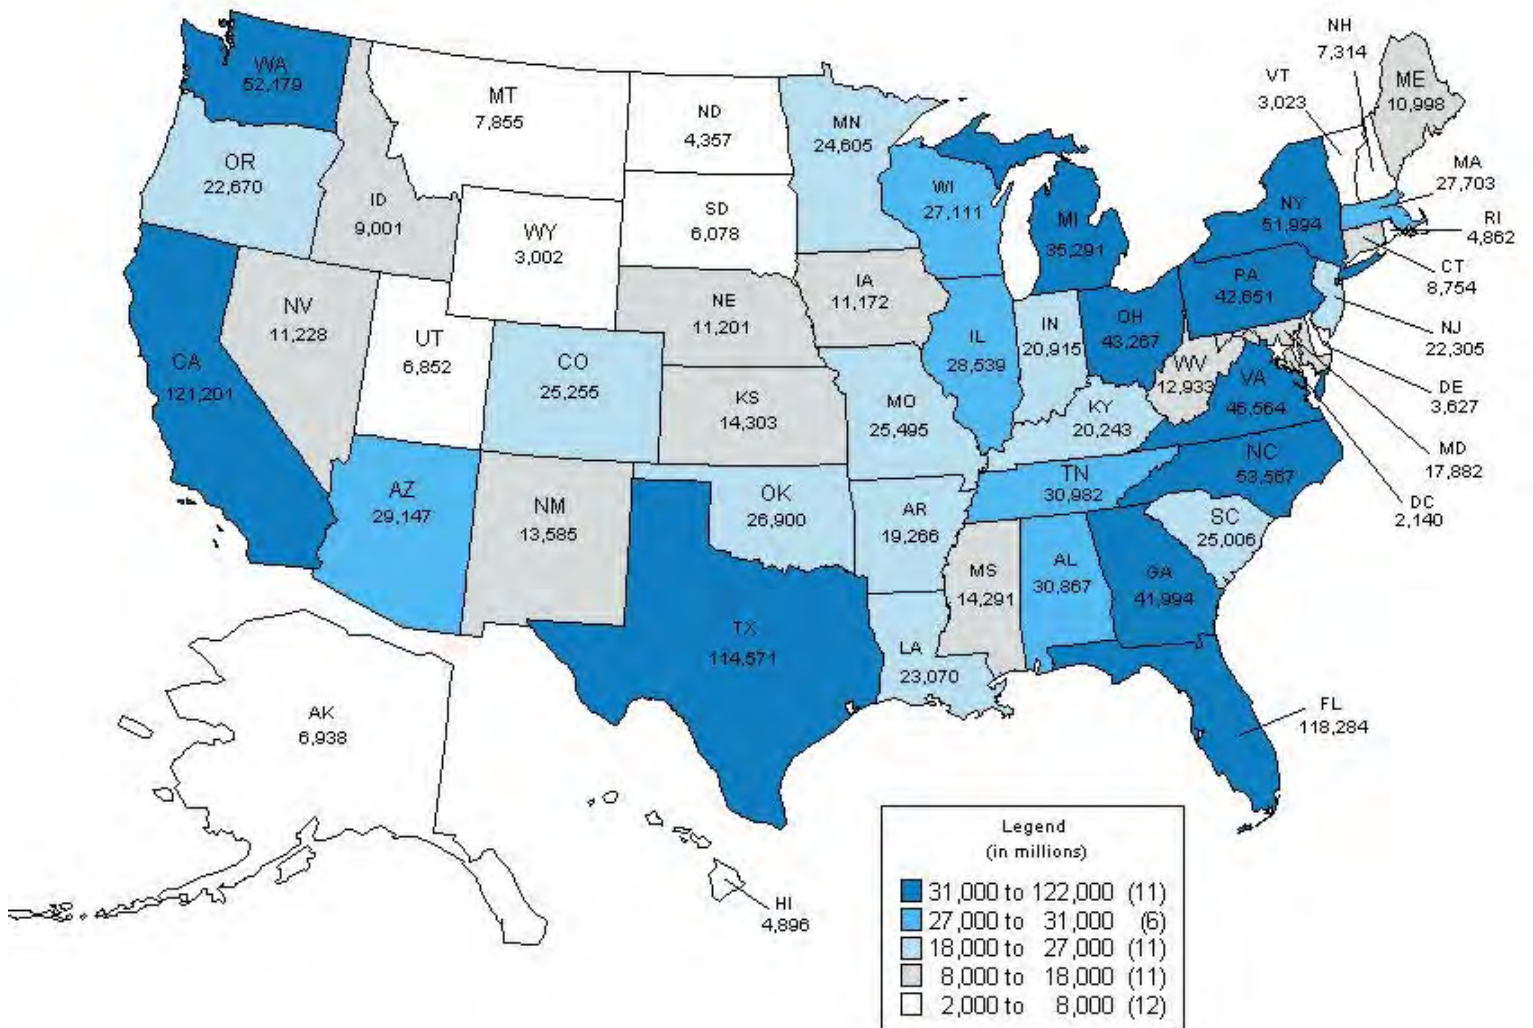 NH
7,314
VT
3,023
ME
10,998
WA
52,179
MT
7,855
ND
4,357
MN
24,605
MA
27,703
OR
22,670
ID
9,001
WY
3,002
SD
6,078
WI
27,111
MI
35,291
NY
51,994
RI
4,862
CT
8,754
NV
11,228
UT
6,852
NE
11,201
IA
11,172
PA
42,651
NJ
22,305
CA
121,201
CO
25,255
KS
14,303
MO
25,495
IL
28,539
IN
20,915
OH
43,267
WV
12,933
VA
45,564
DE
3,627
KY
20,243
MD
17,882
AZ
29,147
NM
13,585
OK
26,900
AR
19,266
TN
30,982
NC
53,567
DC
2,140
SC
25,006
MS
14,291
AL
30,867
GA
41,994
TX
114,571
LA
23,070
FL
118,284
AK
6,938
HI
4,896
Legend
(in millions)
31,000 to 122,000 (11)
27,000 to 31,000 (6)
18,000 to 27,000 (11)
8,000 to 18,000 (11)
2,000 to 8,000 (12)